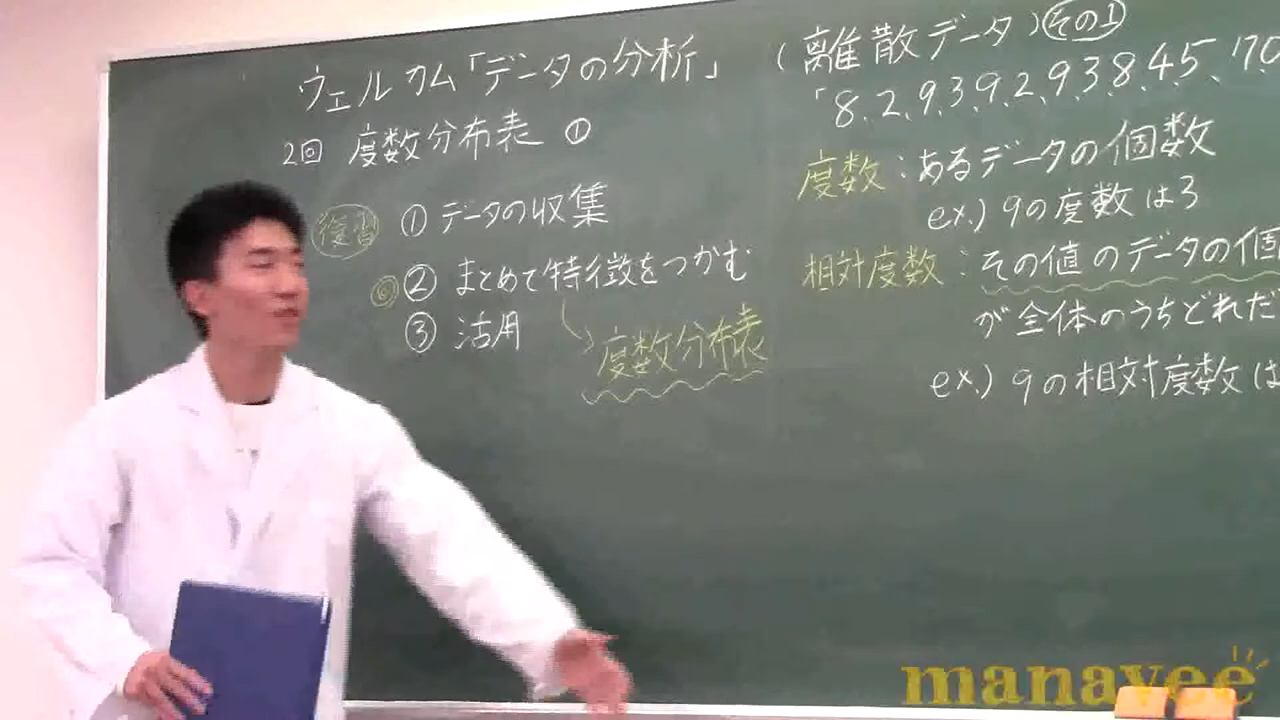 ウェルカム「データの分析」
2回 度数分布表 ①
復習 ① データの収集
◎ ② まとめて特徴をつかむ
度数分布表
③ 活用
(離散データ) その1
「8、2、9、3、9、2、9、3、8、4、5、
度数：あるデータの個数
ex.) 9の度数は3
相対度数：その値のデータの個
が全体のうちどれだ
ex.) 9の相対度数は
manavee